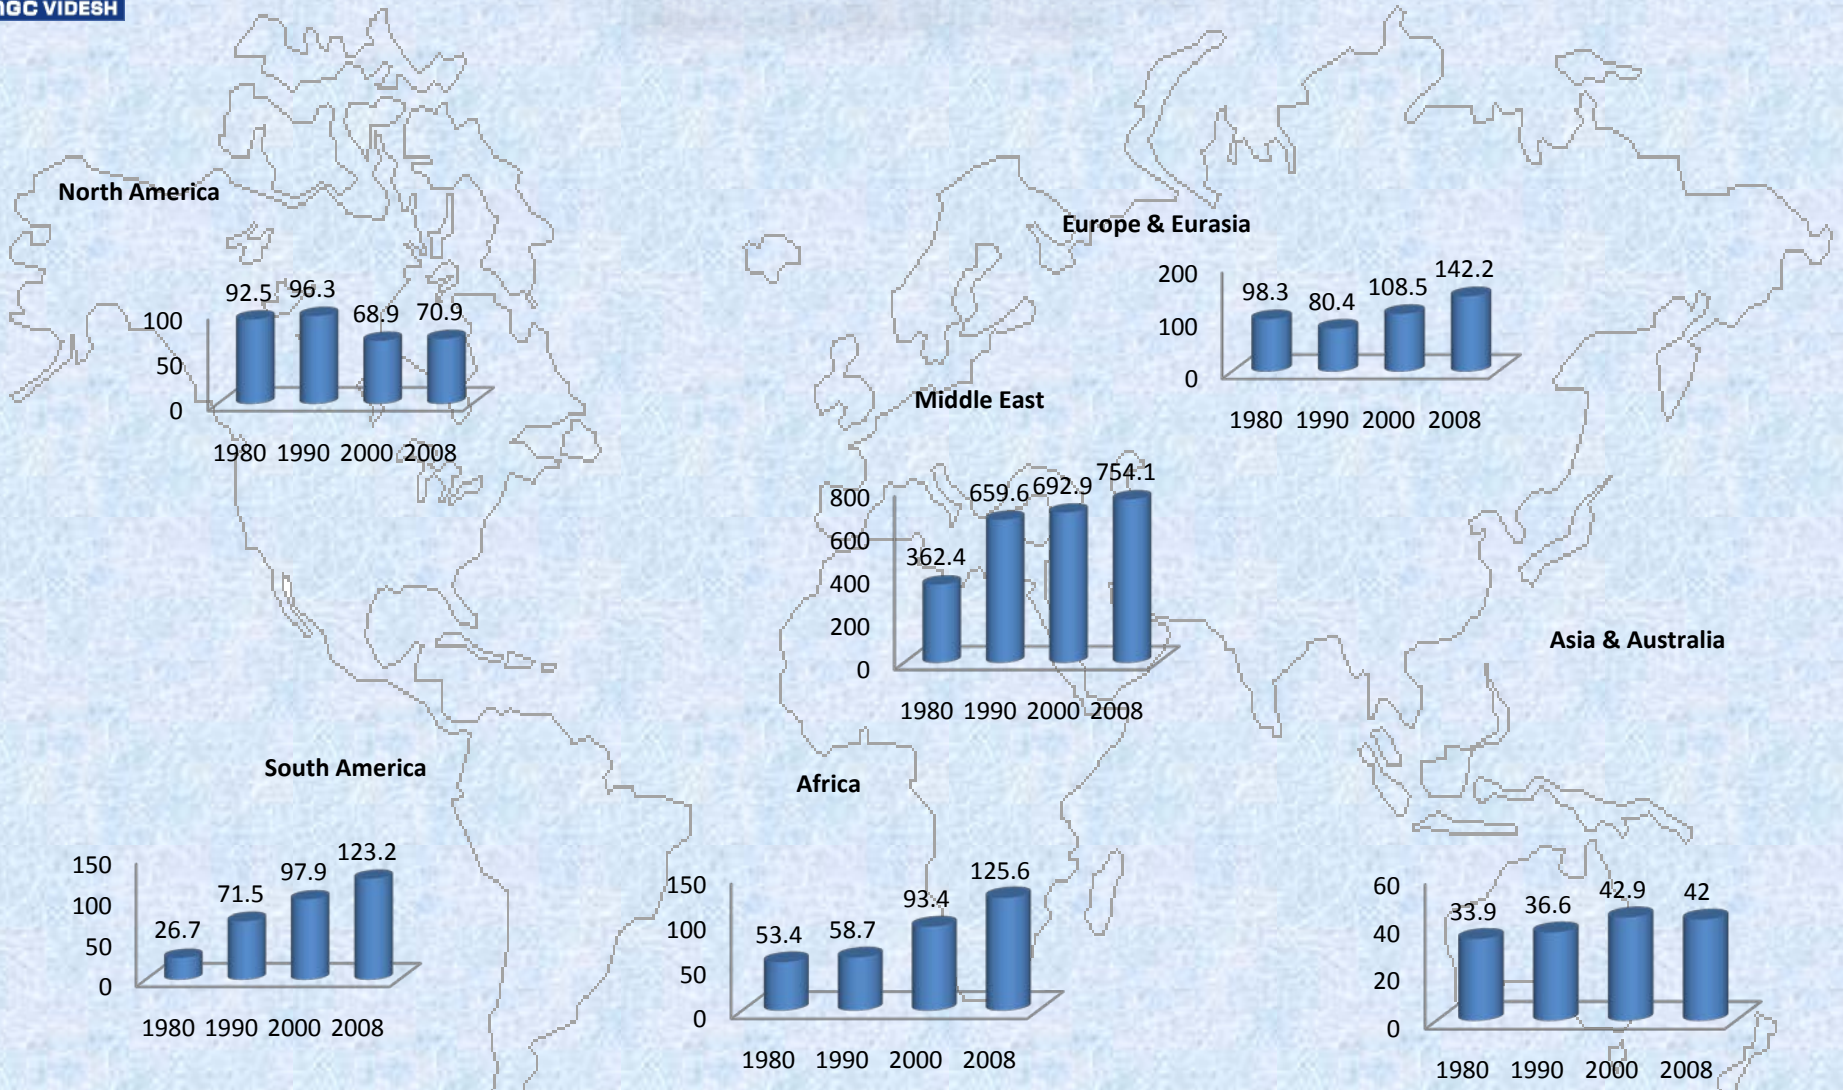 NGC VIDESH
North America
92.5 96.3 68.9 70.9
100
50
0
1980 1990 2000 2008
Europe & Eurasia
98.3 80.4 108.5 142.2
200
100
0
1980 1990 2000 2008
Middle East
362.4 659.6 692.9 754.1
800
600
400
200
0
1980 1990 2000 2008
Asia & Australia
33.9 36.6 42.9 42
60
40
20
0
1980 1990 2000 2008
South America
26.7 71.5 97.9 123.2
150
100
50
0
1980 1990 2000 2008
Africa
53.4 58.7 93.4 125.6
150
100
50
0
1980 1990 2000 2008